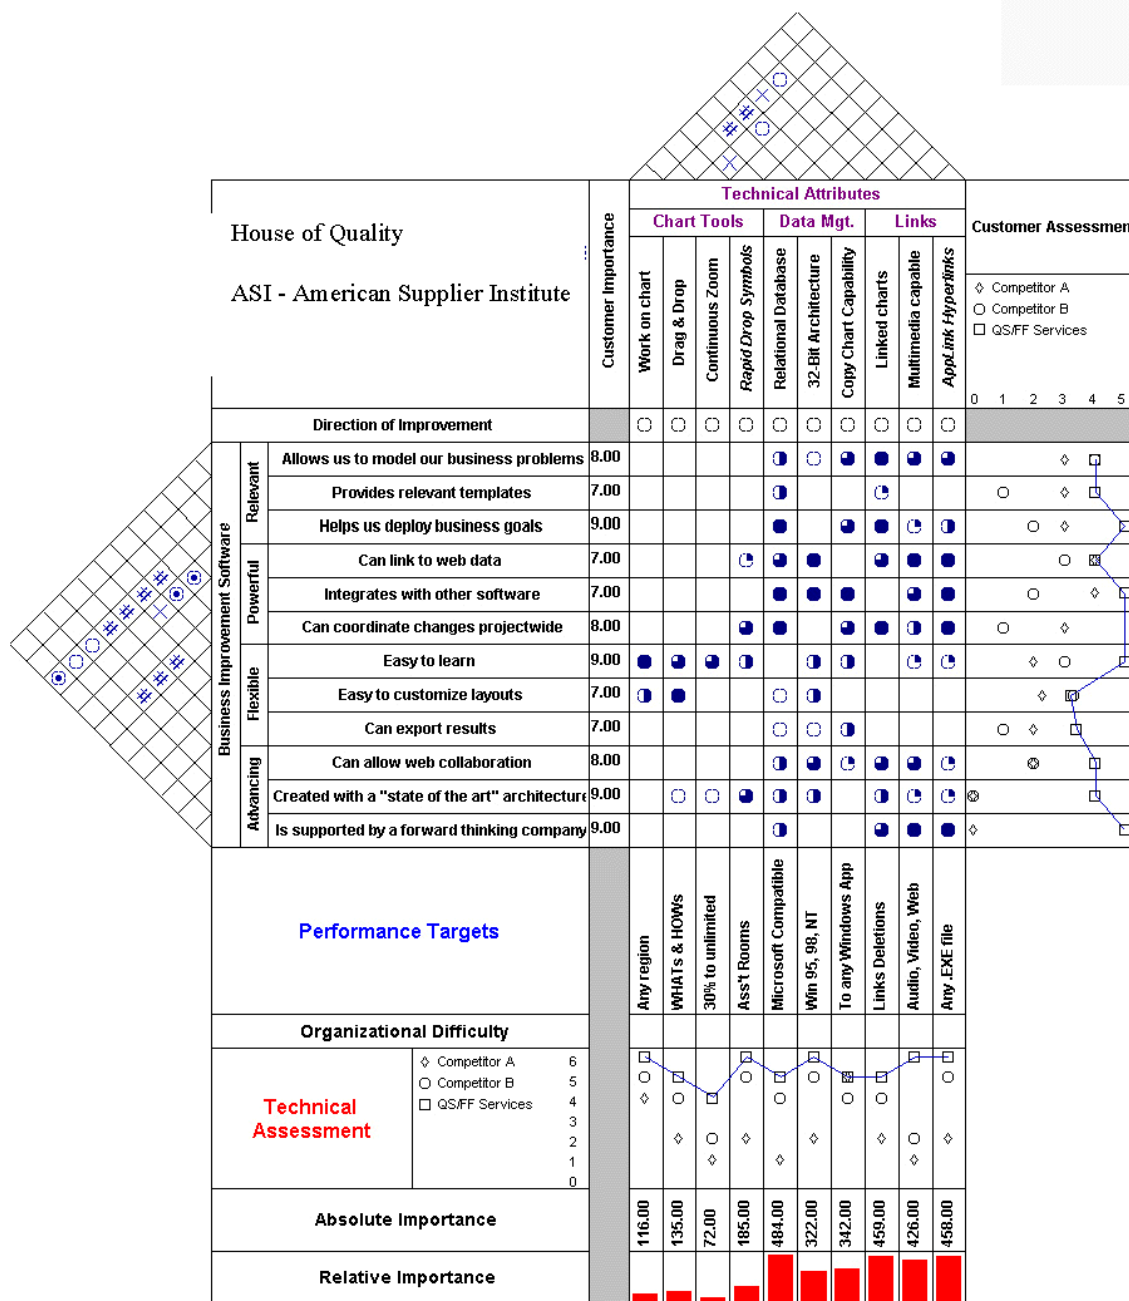 Technical Attributes
Chart Tools
Data Mgt.
Links
House of Quality
ASI - American Supplier Institute
Customer Importance
Work on chart
Drag & Drop
Continuous Zoom
Rapid Drop Symbols
Relational Database
32-Bit Architecture
Copy Chart Capability
Linked charts
Multimedia capable
AppLink Hyperlinks
Customer Assessmen
Competitor A
Competitor B
QS/FF Services
0 1 2 3 4 5
Direction of Improvement
Business Improvement Software
Relevant
Allows us to model our business problems 8.00
Provides relevant templates 7.00
Helps us deploy business goals 9.00
Powerful
Can link to web data 7.00
Integrates with other software 7.00
Can coordinate changes projectwide 8.00
Flexible
Easy to learn 9.00
Easy to customize layouts 7.00
Can export results 7.00
Advancing
Can allow web collaboration 8.00
Created with a "state of the art" architecture 9.00
Is supported by a forward thinking company 9.00
Performance Targets
Any region
WHATs & HOWs
30% to unlimited
Ass't Rooms
Microsoft Compatible
Win 95, 98, NT
To any Windows App
Links Deletions
Audio, Video, Web
Any .EXE file
Organizational Difficulty
Technical
Assessment
Competitor A
Competitor B
QS/FF Services
6
5
4
3
2
1
0
Absolute Importance
116.00
135.00
72.00
185.00
484.00
322.00
342.00
459.00
426.00
458.00
Relative Importance